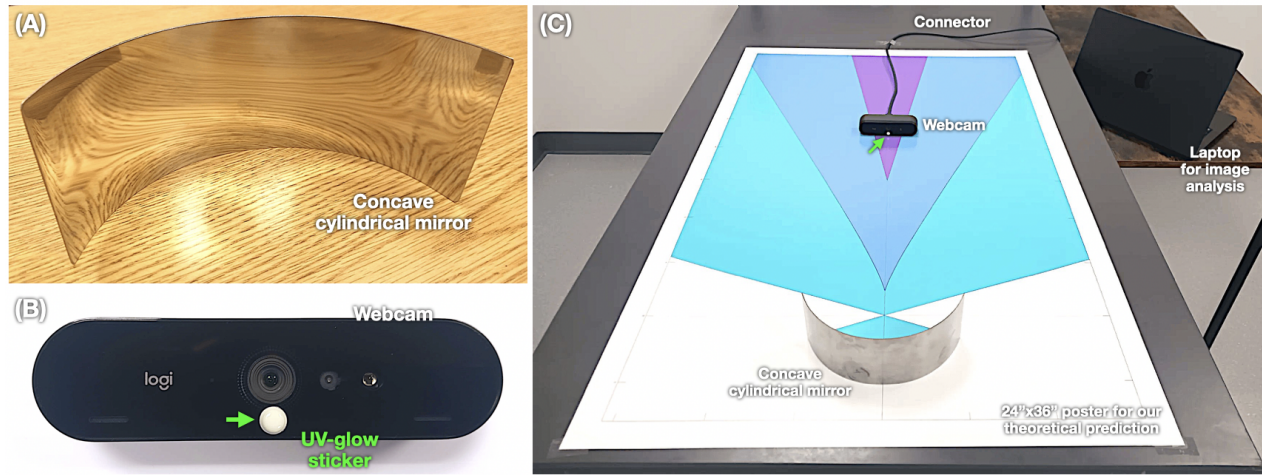 (A)
Concave
cylindrical mirror
(B)
Webcam
logi
UV-glow
sticker
(C)
Connector
Webcam
Laptop
for image
analysis
Concave
cylindrical mirror
24”x36” poster for our
theoretical prediction